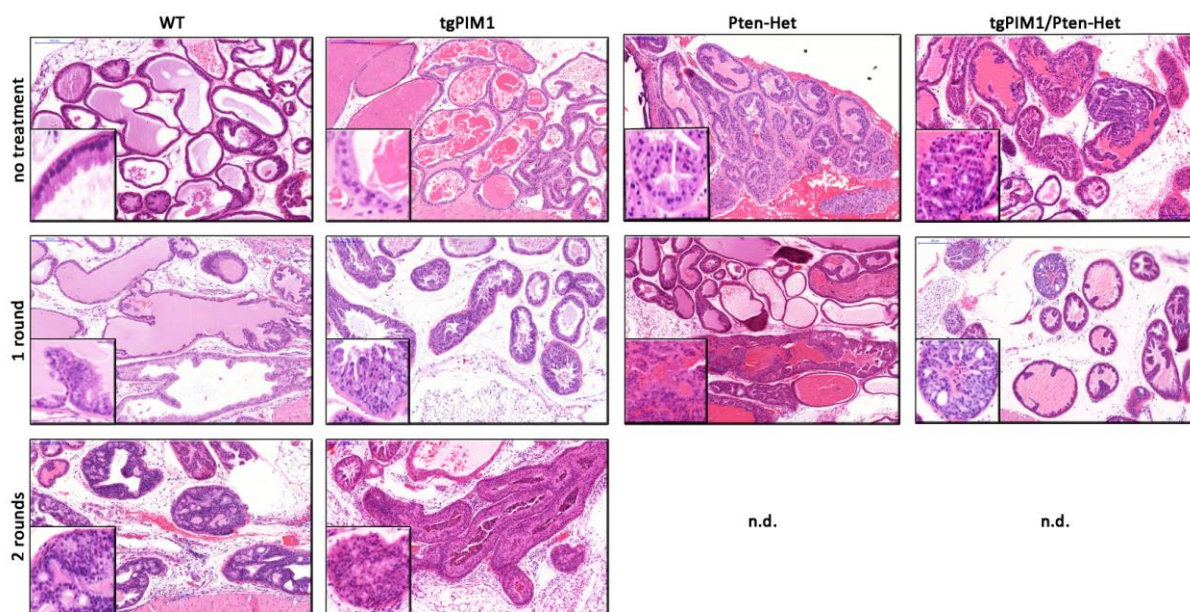 WT tgPIM1 Pten-Het tgPIM1/Pten-Het
no treatment
1 round
2 rounds
n.d. n.d.